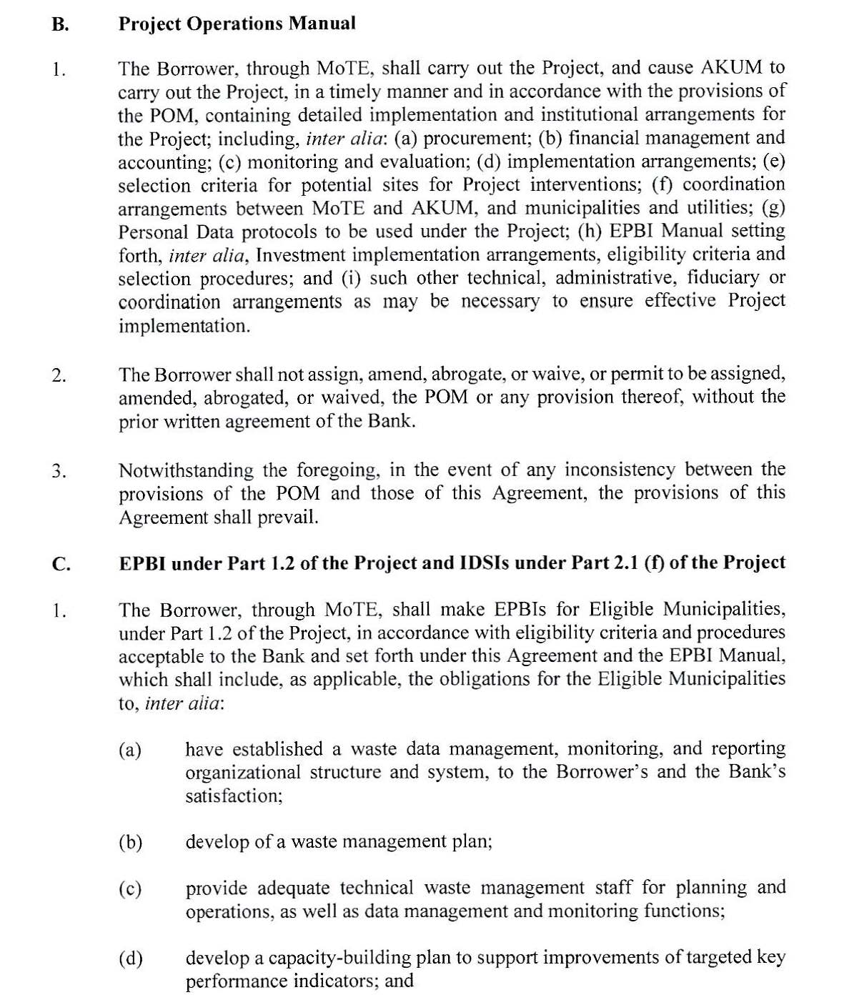 B. Project Operations Manual
1. The Borrower, through MoTE, shall carry out the Project, and cause AKUM to
carry out the Project, in a timely manner and in accordance with the provisions of
the POM, containing detailed implementation and institutional arrangements for
the Project; including, inter alia: (a) procurement; (b) financial management and
accounting; (c) monitoring and evaluation; (d) implementation arrangements; (e)
selection criteria for potential sites for Project interventions; (f) coordination
arrangements between MoTE and AKUM, and municipalities and utilities; (g)
Personal Data protocols to be used under the Project; (h) EPBI Manual setting
forth, inter alia, Investment implementation arrangements, eligibility criteria and
selection procedures; and (i) such other technical, administrative, fiduciary or
coordination arrangements as may be necessary to ensure effective Project
implementation.
2. The Borrower shall not assign, amend, abrogate, or waive, or permit to be assigned,
amended, abrogated, or waived, the POM or any provision thereof, without the
prior written agreement of the Bank.
3. Notwithstanding the foregoing, in the event of any inconsistency between the
provisions of the POM and those of this Agreement, the provisions of this
Agreement shall prevail.
C. EPBI under Part 1.2 of the Project and IDSIs under Part 2.1 (f) of the Project
1. The Borrower, through MoTE, shall make EPBIs for Eligible Municipalities,
under Part 1.2 of the Project, in accordance with eligibility criteria and procedures
acceptable to the Bank and set forth under this Agreement and the EPBI Manual,
which shall include, as applicable, the obligations for the Eligible Municipalities
to, inter alia:
(a) have established a waste data management, monitoring, and reporting
organizational structure and system, to the Borrower's and the Bank's
satisfaction;
(b) develop of a waste management plan;
(c) provide adequate technical waste management staff for planning and
operations, as well as data management and monitoring functions;
(d) develop a capacity-building plan to support improvements of targeted key
performance indicators; and